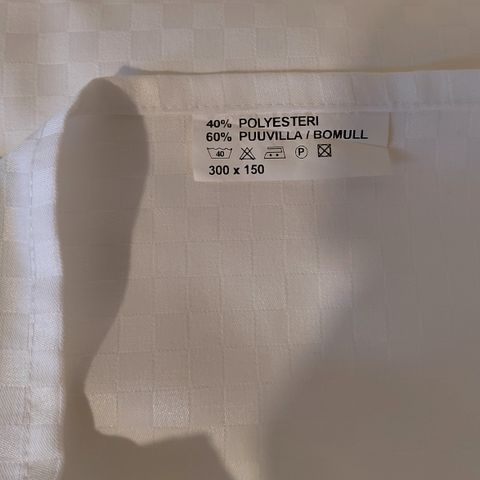 40% POLYESTERI
60% PUUVILLA / BOMULL
40 P
300 x 150